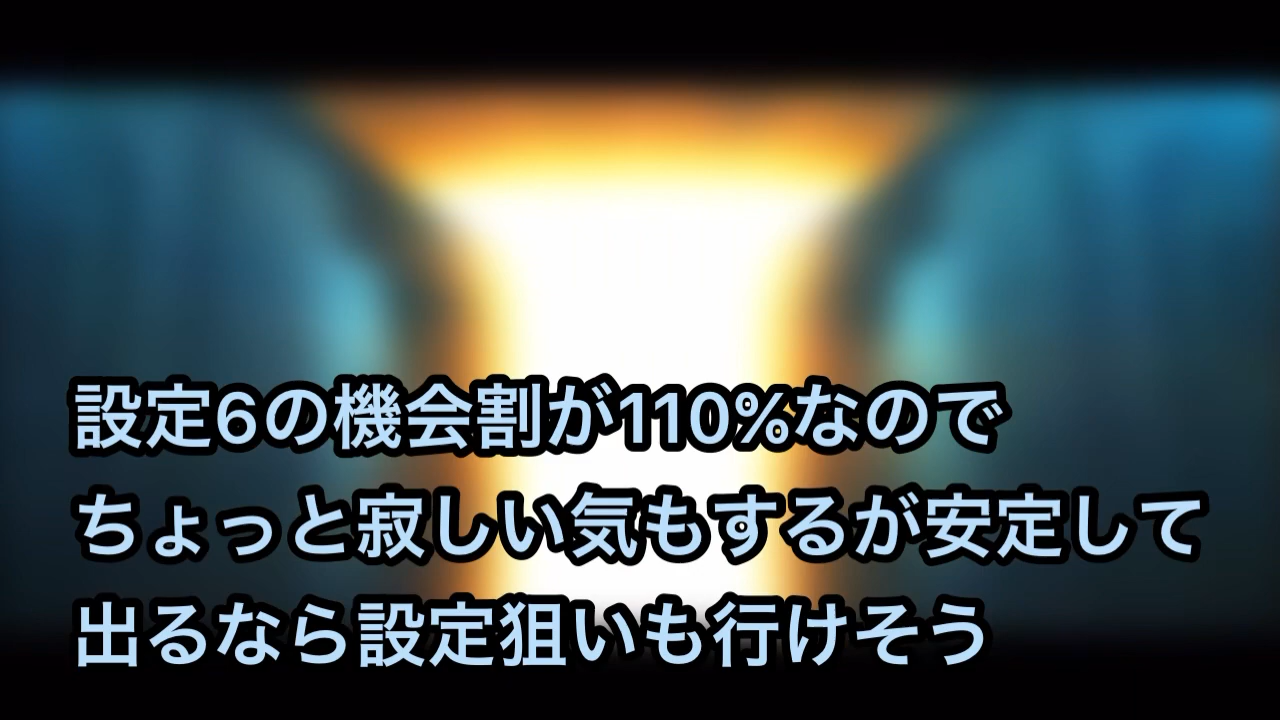 設定6の機会割が110%なので
ちょっと寂しい気もするが安定して
出るなら設定狙いも行けそう